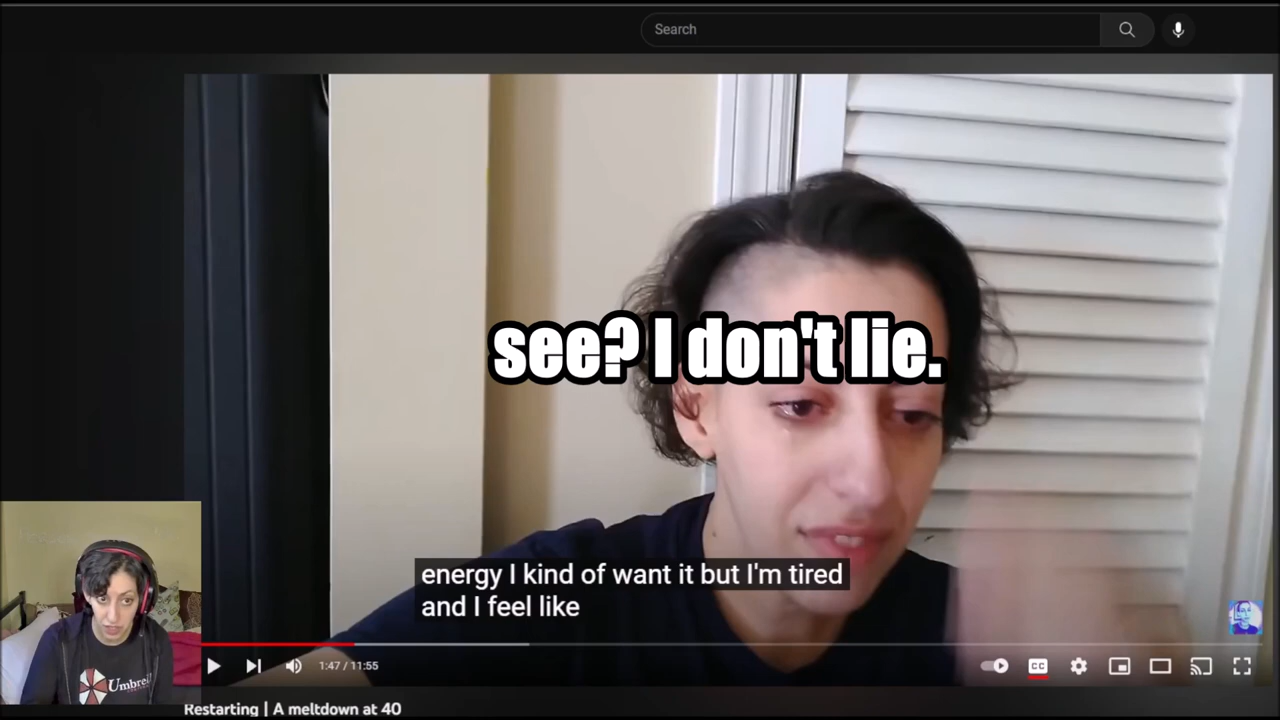 Search
see? I don't lie.
energy I kind of want it but I'm tired
and I feel like
1:47 / 11:55
CC
Restarting | A meltdown at 40